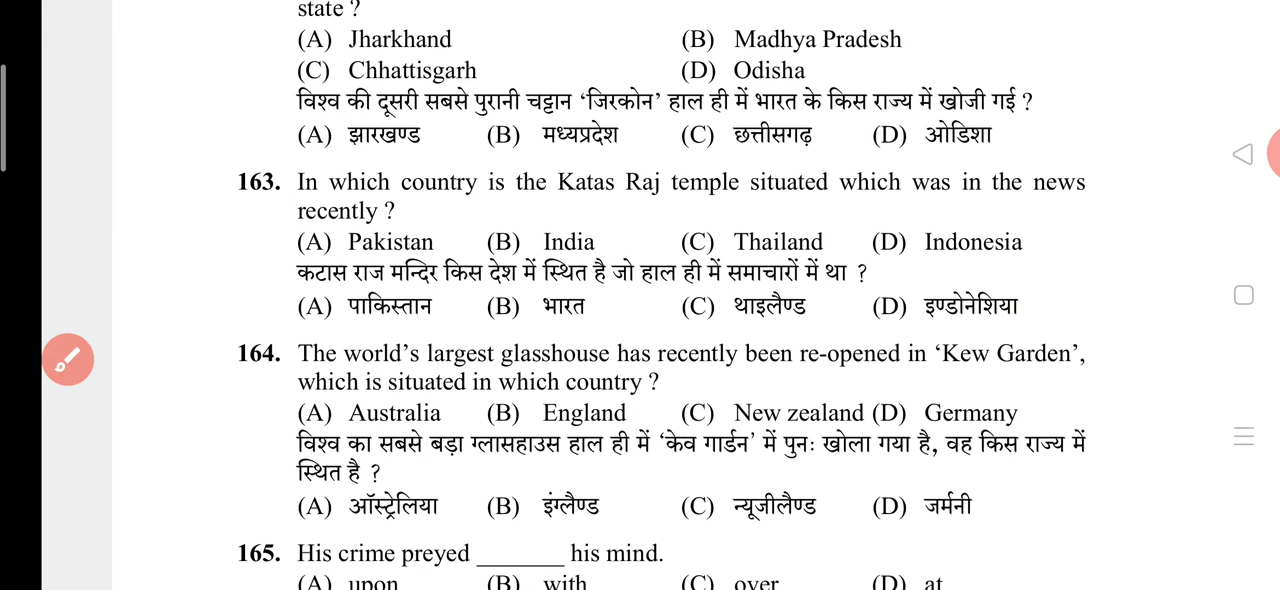 state ?
(A) Jharkhand (B) Madhya Pradesh
(C) Chhattisgarh (D) Odisha
विश्व की दूसरी सबसे पुरानी चट्टान ‘जिरकोन’ हाल ही में भारत के किस राज्य में खोजी गई ?
(A) झारखण्ड (B) मध्यप्रदेश (C) छत्तीसगढ़ (D) ओडिशा
163. In which country is the Katas Raj temple situated which was in the news
recently ?
(A) Pakistan (B) India (C) Thailand (D) Indonesia
कटास राज मन्दिर किस देश में स्थित है जो हाल ही में समाचारों में था ?
(A) पाकिस्तान (B) भारत (C) थाइलैण्ड (D) इण्डोनेशिया
164. The world’s largest glasshouse has recently been re-opened in ‘Kew Garden’,
which is situated in which country ?
(A) Australia (B) England (C) New zealand (D) Germany
विश्व का सबसे बड़ा ग्लासहाउस हाल ही में ‘केव गार्डन’ में पुनः खोला गया है, वह किस राज्य में
स्थित है ?
(A) ऑस्ट्रेलिया (B) इंग्लैण्ड (C) न्यूजीलैण्ड (D) जर्मनी
165. His crime preyed _______ his mind.
(A) upon (B) with (C) over (D) at